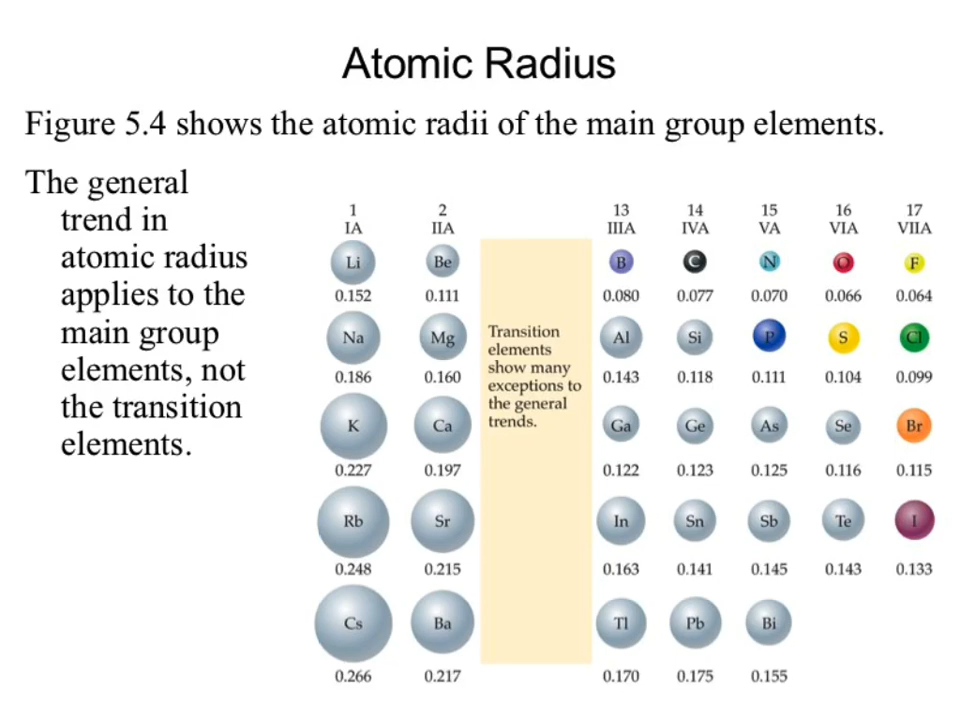 Atomic Radius
Figure 5.4 shows the atomic radii of the main group elements.
The general
trend in
atomic radius
applies to the
main group
elements, not
the transition
elements.
1 2 13 14 15 16 17
IA IIA IIIA IVA VA VIA VIIA
Li Be B C N O F
0.152 0.111 0.080 0.077 0.070 0.066 0.064
Transition
elements
show many
exceptions to
the general
trends.
Na Mg Al Si P S Cl
0.186 0.160 0.143 0.118 0.111 0.104 0.099
K Ca Ga Ge As Se Br
0.227 0.197 0.122 0.123 0.125 0.116 0.115
Rb Sr In Sn Sb Te I
0.248 0.215 0.163 0.141 0.145 0.143 0.133
Cs Ba Tl Pb Bi
0.266 0.217 0.170 0.175 0.155